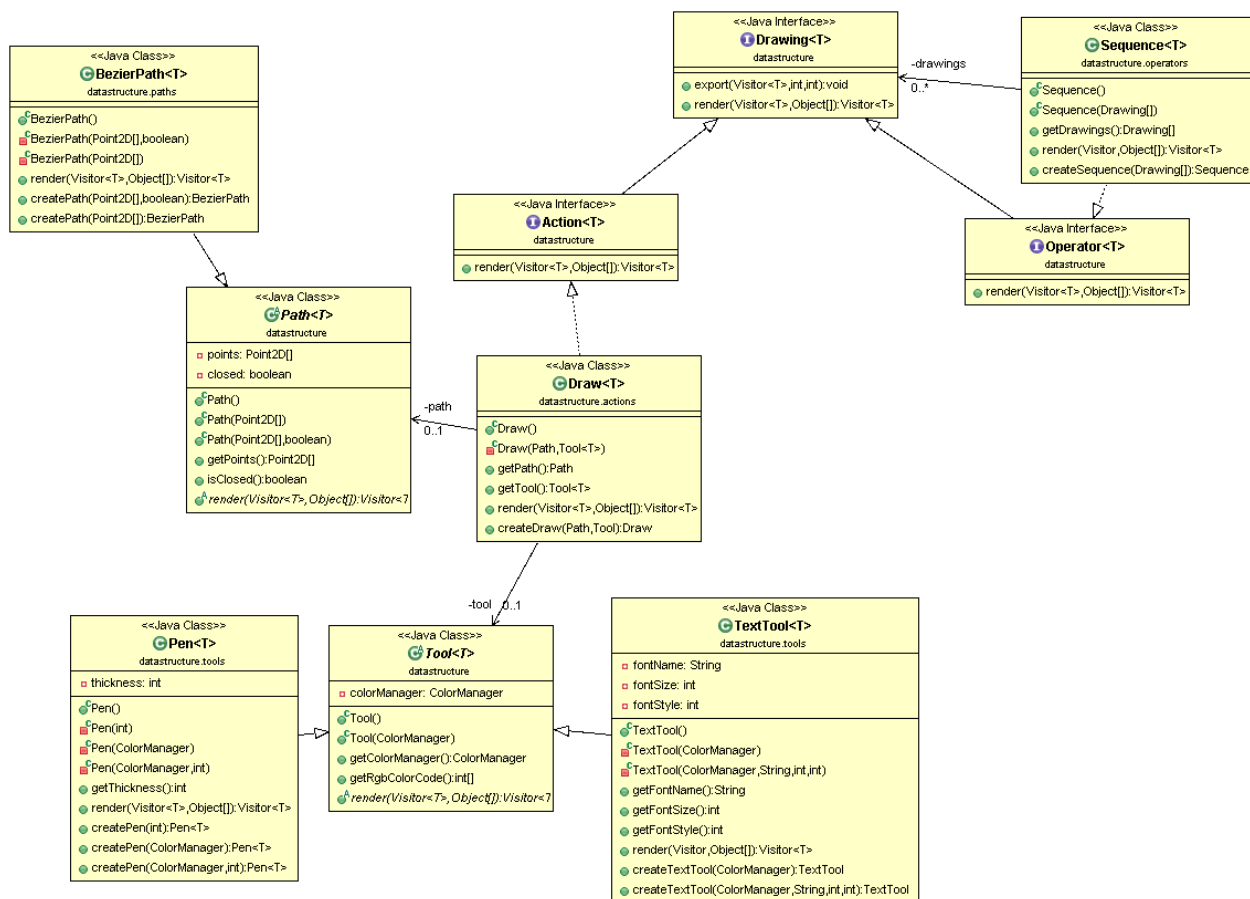 <<Java Class>>
BezierPath<T>
datastructure.paths
BezierPath()
BezierPath(Point2D[],boolean)
BezierPath(Point2D[])
render(Visitor<T>,Object[]):Visitor<T>
createPath(Point2D[],boolean):BezierPath
createPath(Point2D[]):BezierPath
<<Java Interface>>
Drawing<T>
datastructure
export(Visitor<T>,int,int):void
render(Visitor<T>,Object[]):Visitor<T>
-drawings
0..*
<<Java Class>>
Sequence<T>
datastructure.operators
Sequence()
Sequence(Drawing[])
getDrawings():Drawing[]
render(Visitor,Object[]):Visitor<T>
createSequence(Drawing[]):Sequence
<<Java Interface>>
Action<T>
datastructure
render(Visitor<T>,Object[]):Visitor<T>
<<Java Interface>>
Operator<T>
datastructure
render(Visitor<T>,Object[]):Visitor<T>
<<Java Class>>
Path<T>
datastructure
points: Point2D[]
closed: boolean
Path()
Path(Point2D[])
Path(Point2D[],boolean)
getPoints():Point2D[]
isClosed():boolean
render(Visitor<T>,Object[]):Visitor<T
-path
0..1
<<Java Class>>
Draw<T>
datastructure.actions
Draw()
Draw(Path,Tool<T>)
getPath():Path
getTool():Tool<T>
render(Visitor<T>,Object[]):Visitor<T>
createDraw(Path,Tool):Draw
-tool
0..1
<<Java Class>>
Pen<T>
datastructure.tools
thickness: int
Pen()
Pen(int)
Pen(ColorManager)
Pen(ColorManager,int)
getThickness():int
render(Visitor<T>,Object[]):Visitor<T>
createPen(int):Pen<T>
createPen(ColorManager):Pen<T>
createPen(ColorManager,int):Pen<T>
<<Java Class>>
Tool<T>
datastructure
colorManager: ColorManager
Tool()
Tool(ColorManager)
getColorManager():ColorManager
getRgbColorCode():int[]
render(Visitor<T>,Object[]):Visitor<T
<<Java Class>>
TextTool<T>
datastructure.tools
fontName: String
fontSize: int
fontStyle: int
TextTool()
TextTool(ColorManager)
TextTool(ColorManager,String,int,int)
getFontName():String
getFontSize():int
getFontStyle():int
render(Visitor,Object[]):Visitor<T>
createTextTool(ColorManager):TextTool
createTextTool(ColorManager,String,int,int):TextTool